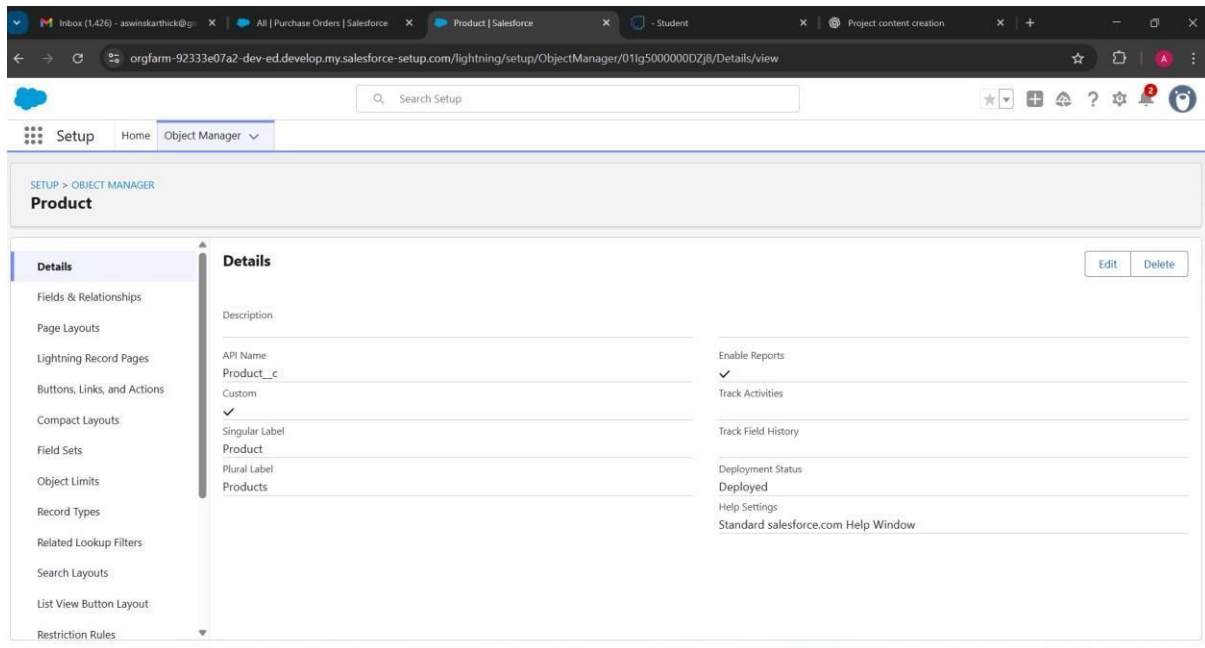 Inbox (1,426) - aswinskarthick@g
All | Purchase Orders | Salesforce
Product | Salesforce
- Student
Project content creation
orgfarm-92333e07a2-dev-ed.develop.my.salesforce-setup.com/lightning/setup/ObjectManager/01Ig5000000DZj8/Details/view
A
Search Setup
2
Setup
Home
Object Manager
SETUP > OBJECT MANAGER
Product
Details
Fields & Relationships
Page Layouts
Lightning Record Pages
Buttons, Links, and Actions
Compact Layouts
Field Sets
Object Limits
Record Types
Related Lookup Filters
Search Layouts
List View Button Layout
Restriction Rules
Details
Edit
Delete
Description
API Name
Product__c
Custom
Singular Label
Product
Plural Label
Products
Enable Reports
Track Activities
Track Field History
Deployment Status
Deployed
Help Settings
Standard salesforce.com Help Window